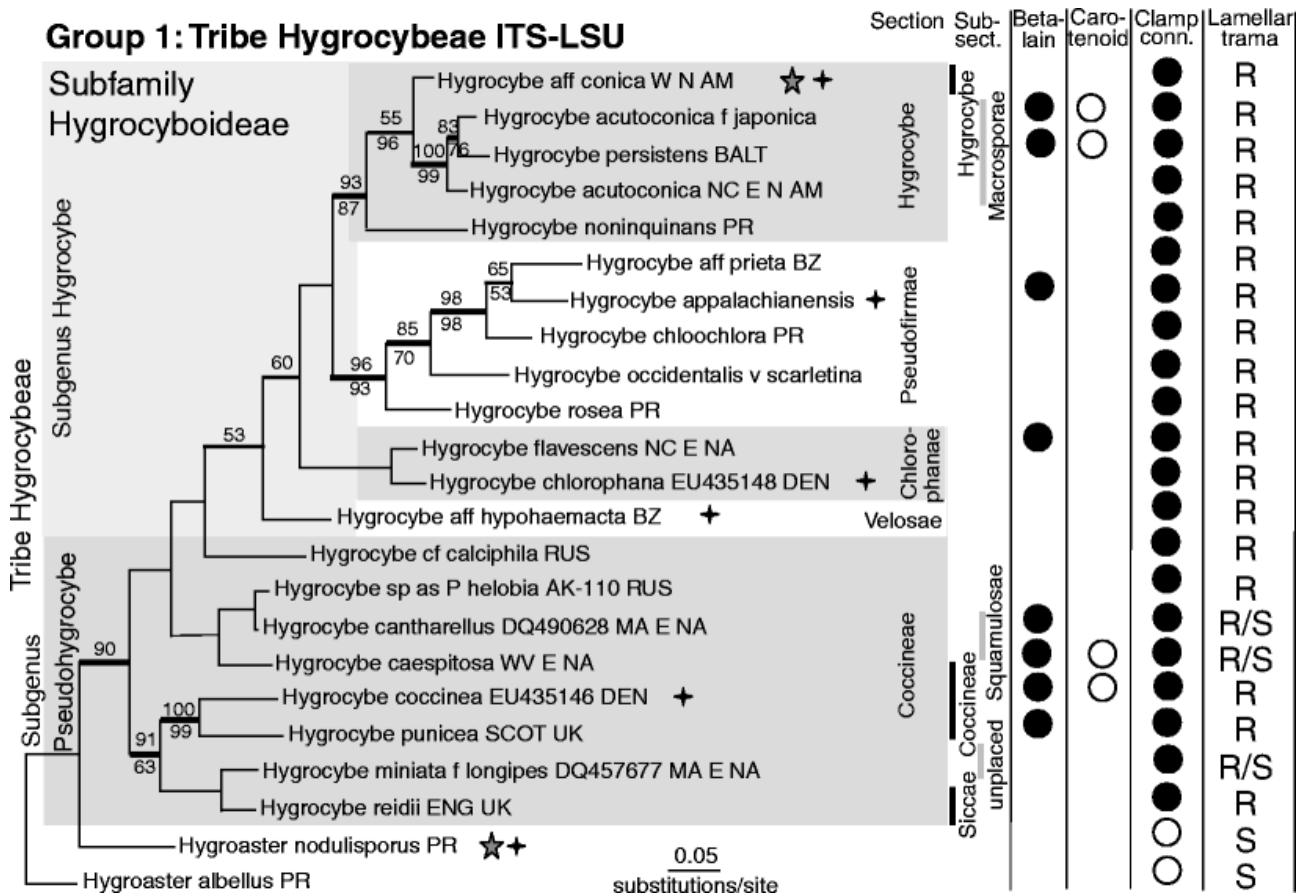 Group 1: Tribe Hygrocybeae ITS-LSU
Section
Sub-
sect.
Beta-
lain
Caro-
tenoid
Clamp
conn.
Lamellar
trama
Subfamily
Hygrocyboideae
Tribe Hygrocybeae
Subgenus Hygrocybe
Subgenus
Pseudohygrocybe
Hygrocybe aff conica W N AM
R
55
96
83
76
Hygrocybe acutoconica f japonica
R
Hygrocybe persistens BALT
R
100
99
Hygrocybe acutoconica NC E N AM
R
93
87
Hygrocybe noninquinans PR
R
Hygrocybe
Hygrocybe
Macrosporae
Hygrocybe aff prieta BZ
R
65
53
Hygrocybe appalachianensis
R
98
98
Hygrocybe chloochlora PR
R
85
70
Hygrocybe occidentalis v scarletina
R
96
93
Hygrocybe rosea PR
R
Pseudofirmae
60
Hygrocybe flavescens NC E NA
R
Hygrocybe chlorophana EU435148 DEN
R
Chloro-
phanae
53
Hygrocybe aff hypohaemacta BZ
Velosae
R
Hygrocybe cf calciphila RUS
R
Hygrocybe sp as P helobia AK-110 RUS
R
Hygrocybe cantharellus DQ490628 MA E NA
R/S
90
Hygrocybe caespitosa WV E NA
R/S
Hygrocybe coccinea EU435146 DEN
R
100
99
Hygrocybe punicea SCOT UK
R
91
63
Hygrocybe miniata f longipes DQ457677 MA E NA
R/S
Hygrocybe reidii ENG UK
R
Coccineae
Siccae
Coccineae
unplaced
Squamulosae
Hygroaster nodulisporus PR
S
Hygroaster albellus PR
S
0.05
substitutions/site